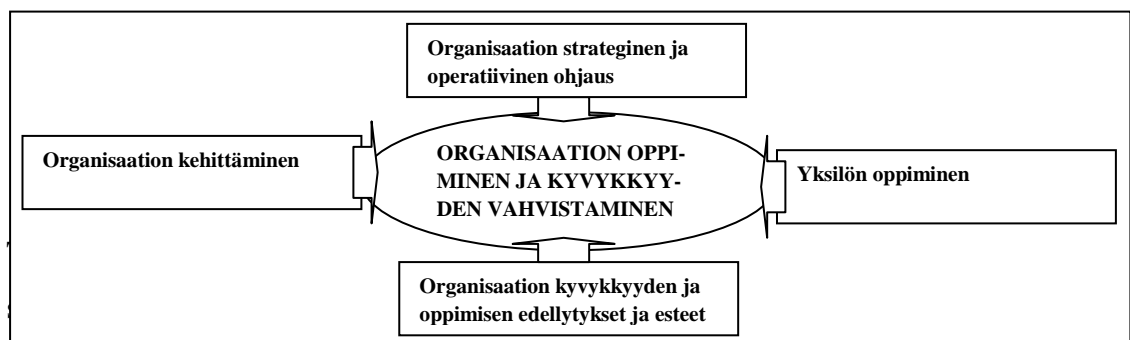 Organisaation strateginen ja
operatiivinen ohjaus
Organisaation kehittäminen
ORGANISAATION OPPI-
MINEN JA KYVYKKYY-
DEN VAHVISTAMINEN
Yksilön oppiminen
Organisaation kyvykkyyden ja
oppimisen edellytykset ja esteet